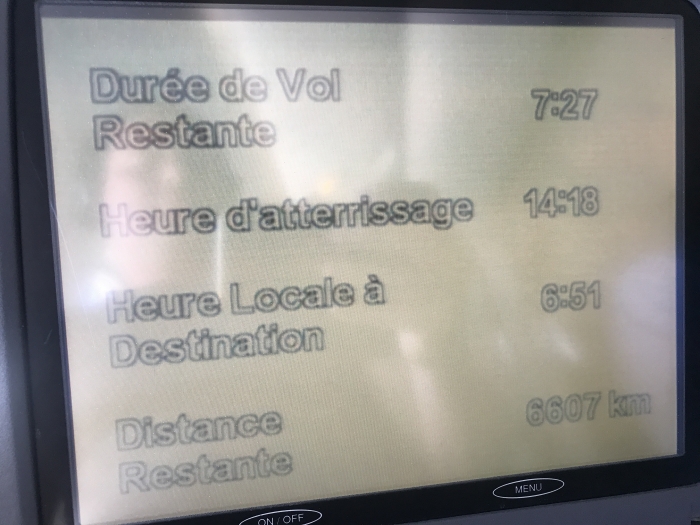 Durée de Vol
Restante
7:27
Heure d'atterrissage 14:18
Heure Locale à
Destination
6:51
Distance
Restante
6607 km
ON / OFF
MENU